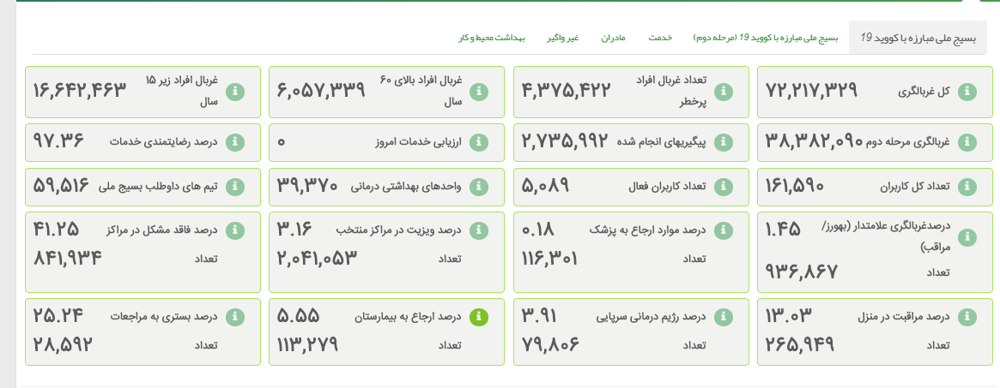 بسیج ملی مبارزه با کووید 19
بسیج ملی مبارزه با کووید 19 (مرحله دوم)
خدمت
مادران
غیر واگیر
بهداشت محیط و کار
کل غربالگری
۷۲,۲۱۷,۳۲۹
تعداد غربال افراد
پرخطر
۴,۳۷۵,۴۲۲
غربال افراد بالای ۶۰
سال
۶,۰۵۷,۳۳۹
غربال افراد زیر ۱۵
سال
۱۶,۶۴۲,۴۶۳
غربالگری مرحله دوم
۳۸,۳۸۲,۰۹۰
پیگیریهای انجام شده
۲,۷۳۵,۹۹۲
ارزیابی خدمات امروز
۰
درصد رضایتمندی خدمات
۹۷.۳۶
تعداد کل کاربران
۱۶۱,۵۹۰
تعداد کاربران فعال
۵,۰۸۹
واحدهای بهداشتی درمانی
۳۹,۳۷۰
تیم های داوطلب بسیج ملی
۵۹,۵۱۶
درصدغربالگری علامتدار (بهورز/
مراقب)
۱.۴۵
تعداد
۹۳۶,۸۶۷
درصد موارد ارجاع به پزشک
۰.۱۸
تعداد
۱۱۶,۳۰۱
درصد ویزیت در مراکز منتخب
۳.۱۶
تعداد
۲,۰۴۱,۰۵۳
درصد فاقد مشکل در مراکز
۴۱.۲۵
تعداد
۸۴۱,۹۳۴
درصد مراقبت در منزل
۱۳.۰۳
تعداد
۲۶۵,۹۴۹
درصد رژیم درمانی سرپایی
۳.۹۱
تعداد
۷۹,۸۰۶
درصد ارجاع به بیمارستان
۵.۵۵
تعداد
۱۱۳,۲۷۹
درصد بستری به مراجعات
۲۵.۲۴
تعداد
۲۸,۵۹۲